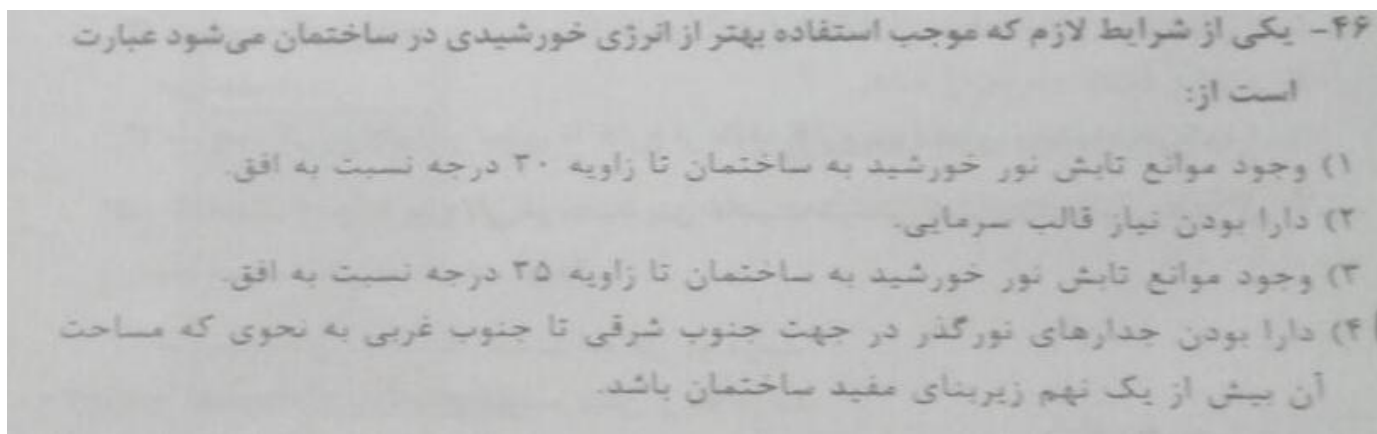 ۴۶- یکی از شرایط لازم که موجب استفاده بهتر از انرژی خورشیدی در ساختمان می‌شود عبارت
است از:
۱) وجود موانع تابش نور خورشید به ساختمان تا زاویه ۳۰ درجه نسبت به افق.
۲) دارا بودن نیاز قالب سرمایی.
۳) وجود موانع تابش نور خورشید به ساختمان تا زاویه ۳۵ درجه نسبت به افق.
۴) دارا بودن جدارهای نورگذر در جهت جنوب شرقی تا جنوب غربی به نحوی که مساحت
آن بیش از یک نهم زیربنای مفید ساختمان باشد.